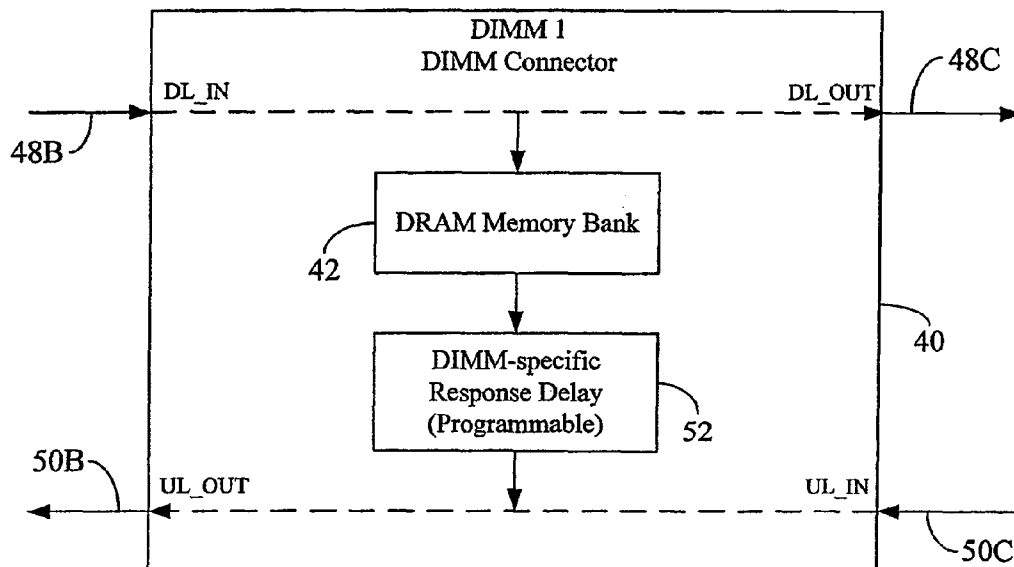 DIMM 1
DIMM Connector
48C
DL_IN
DL_OUT
48B
DRAM Memory Bank
42
40
DIMM-specific
Response Delay
(Programmable)
52
50B
UL_OUT
UL_IN
50C